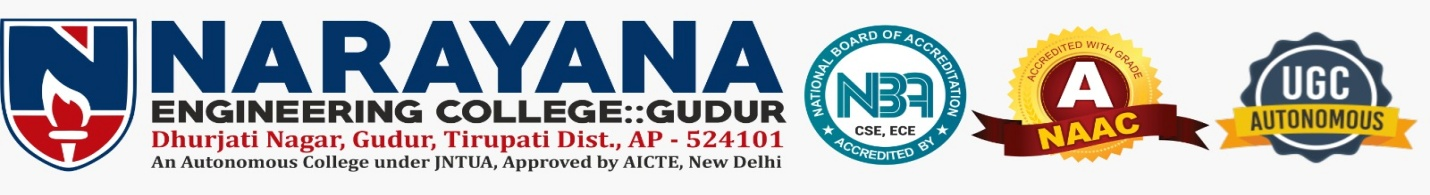 N
NARAYANA
ENGINEERING COLLEGE::GUDUR
Dhurjati Nagar, Gudur, Tirupati Dist., AP - 524101
An Autonomous College under JNTUA, Approved by AICTE, New Delhi
NATIONAL BOARD OF ACCREDITATION
NBA
CSE, ECE
★ ACCREDITED BY ★
ACCREDITED WITH GRADE
A
NAAC
UGC
AUTONOMOUS